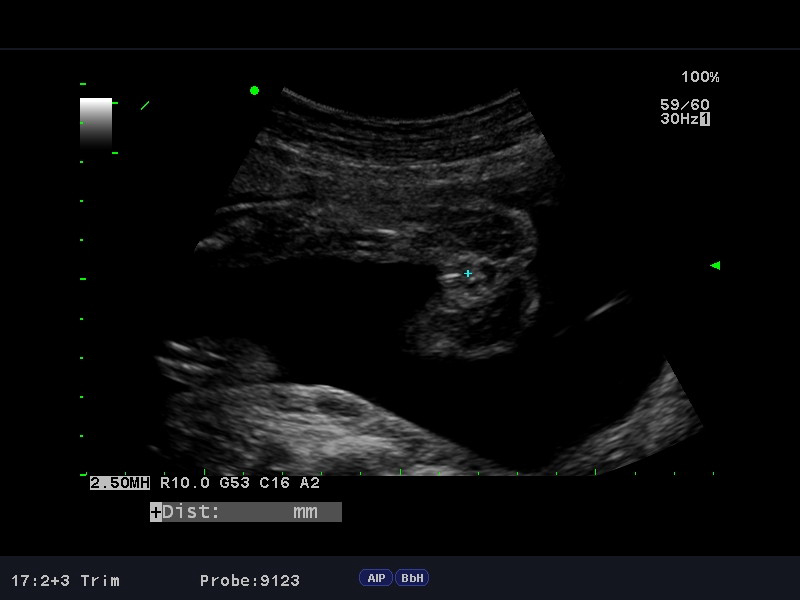 100%
59/60
30Hz1
2.50MH R10.0 G53 C16 A2
+Dist: mm
17:2+3 Trim Probe:9123 AIP BbH